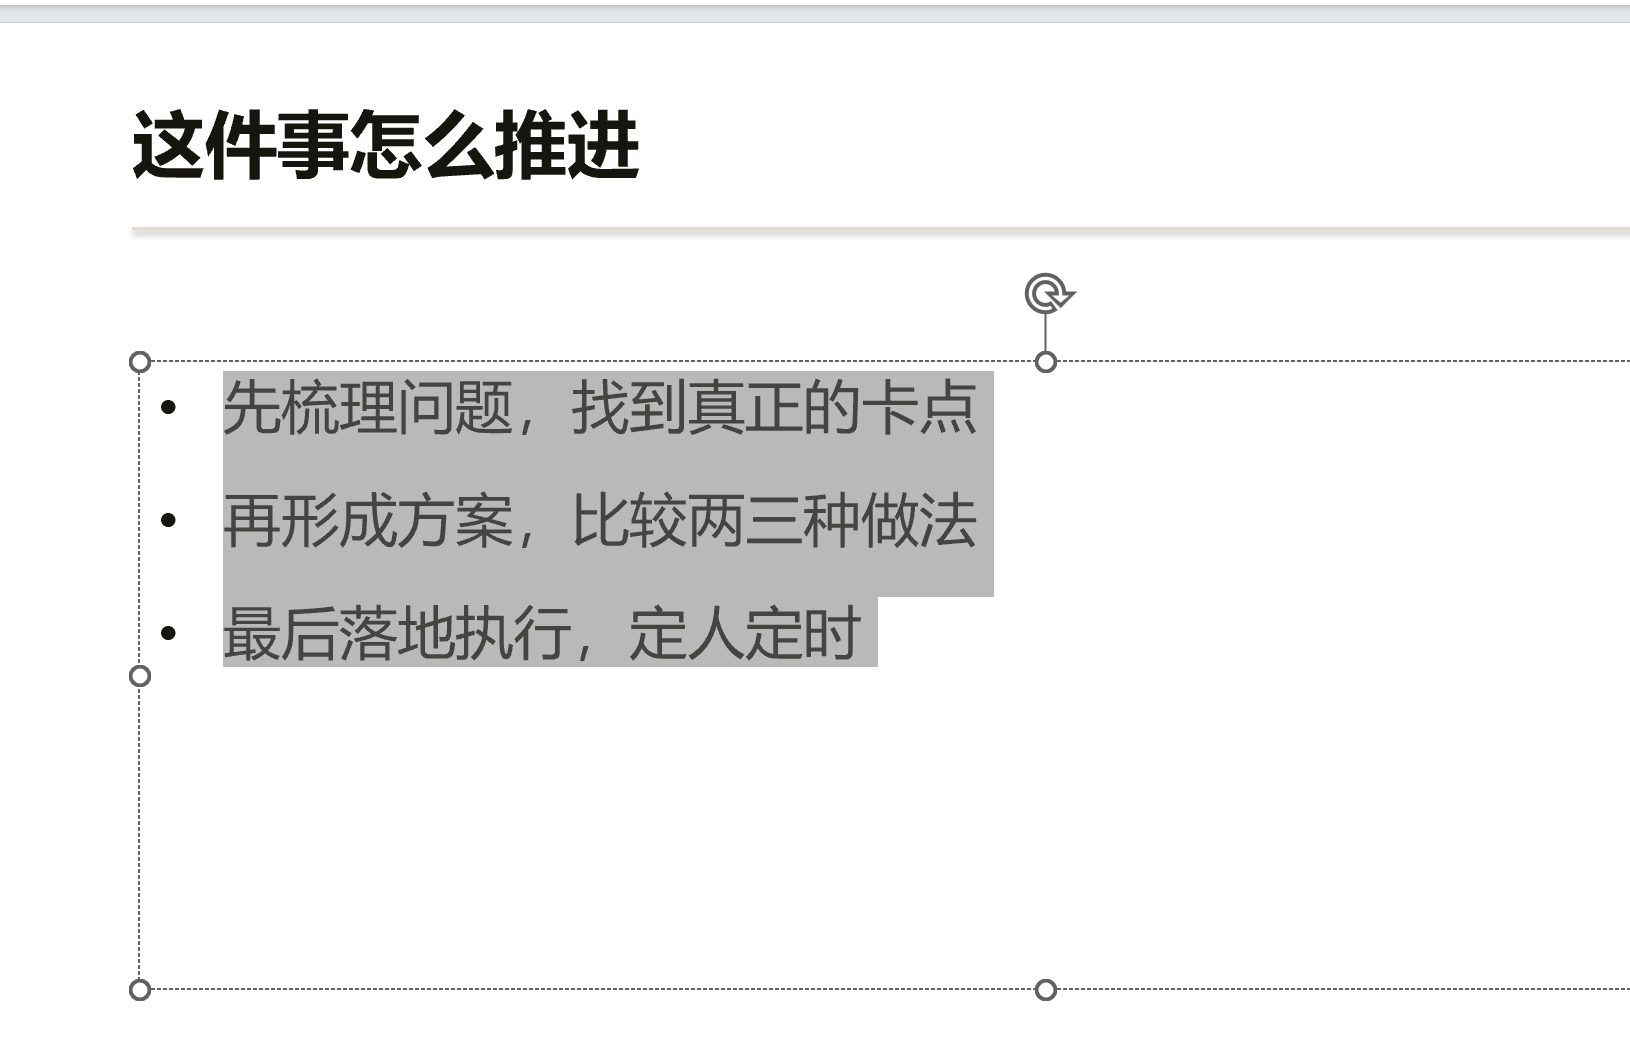 这件事怎么推进
• 先梳理问题，找到真正的卡点
• 再形成方案，比较两三种做法
• 最后落地执行，定人定时